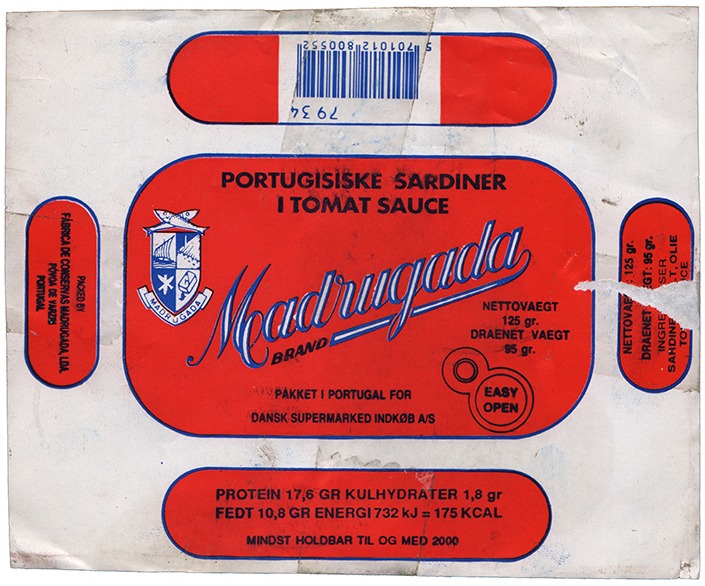 5 701012 800552
79 34
PORTUGISISKE SARDINER
I TOMAT SAUCE
MADRUGADA
Madrugada
BRAND
NETTOVAEGT
125 gr.
DRAENET VAEGT
95 gr.
EASY
OPEN
PAKKET I PORTUGAL FOR
DANSK SUPERMARKED INDKØB A/S
PACKED BY
FÁBRICA DE CONSERVAS MADRUGADA, LDA.
PÓVOA DE VARZIM
PORTUGAL
125 gr.
DRAENET 95 gr.
PROTEIN 17,6 GR KULHYDRATER 1,8 gr
FEDT 10,8 GR ENERGI 732 kJ = 175 KCAL
MINDST HOLDBAR TIL OG MED 2000